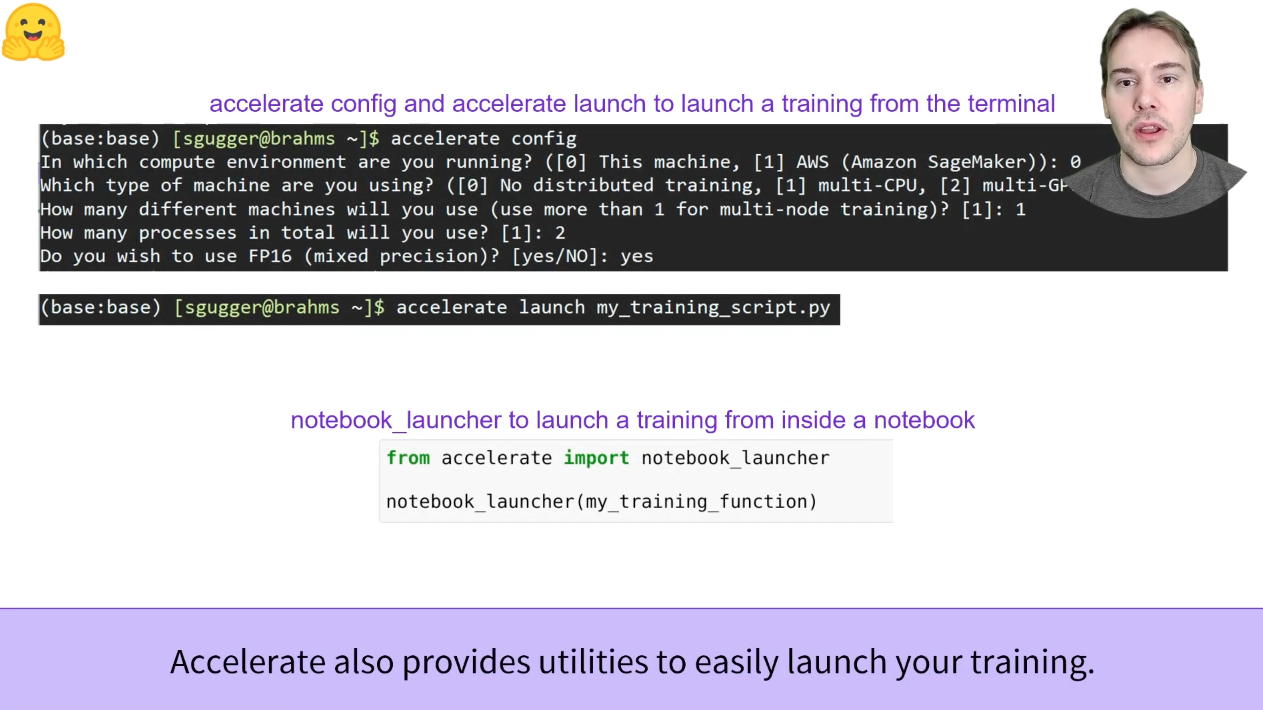 accelerate config and accelerate launch to launch a training from the terminal
(base:base) [sgugger@brahms ~]$ accelerate config
In which compute environment are you running? ([0] This machine, [1] AWS (Amazon SageMaker)): 0
Which type of machine are you using? ([0] No distributed training, [1] multi-CPU, [2]
How many different machines will you use (use more than 1 for multi-node training)? [1]: 1
How many processes in total will you use? [1]: 2
Do you wish to use FP16 (mixed precision)? [yes/NO]: yes
(base:base) [sgugger@brahms ~]$ accelerate launch my_training_script.py
notebook_launcher to launch a training from inside a notebook
from accelerate import notebook_launcher
notebook_launcher(my_training_function)
Accelerate also provides utilities to easily launch your training.